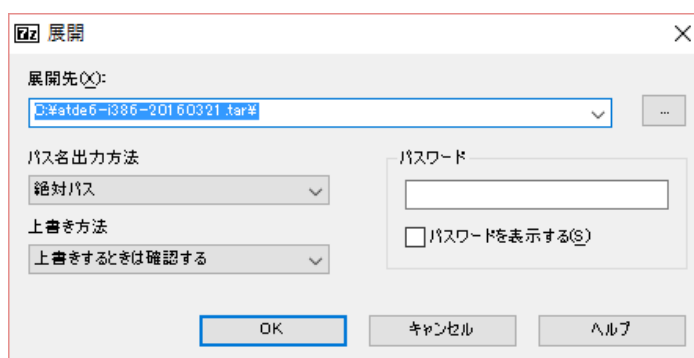 7z 展開
展開先(X):
C:¥atde6-i386-20160321.tar¥
...
パス名出力方法
絶対パス
上書き方法
上書きするときは確認する
パスワード
パスワードを表示する(S)
OK
キャンセル
ヘルプ